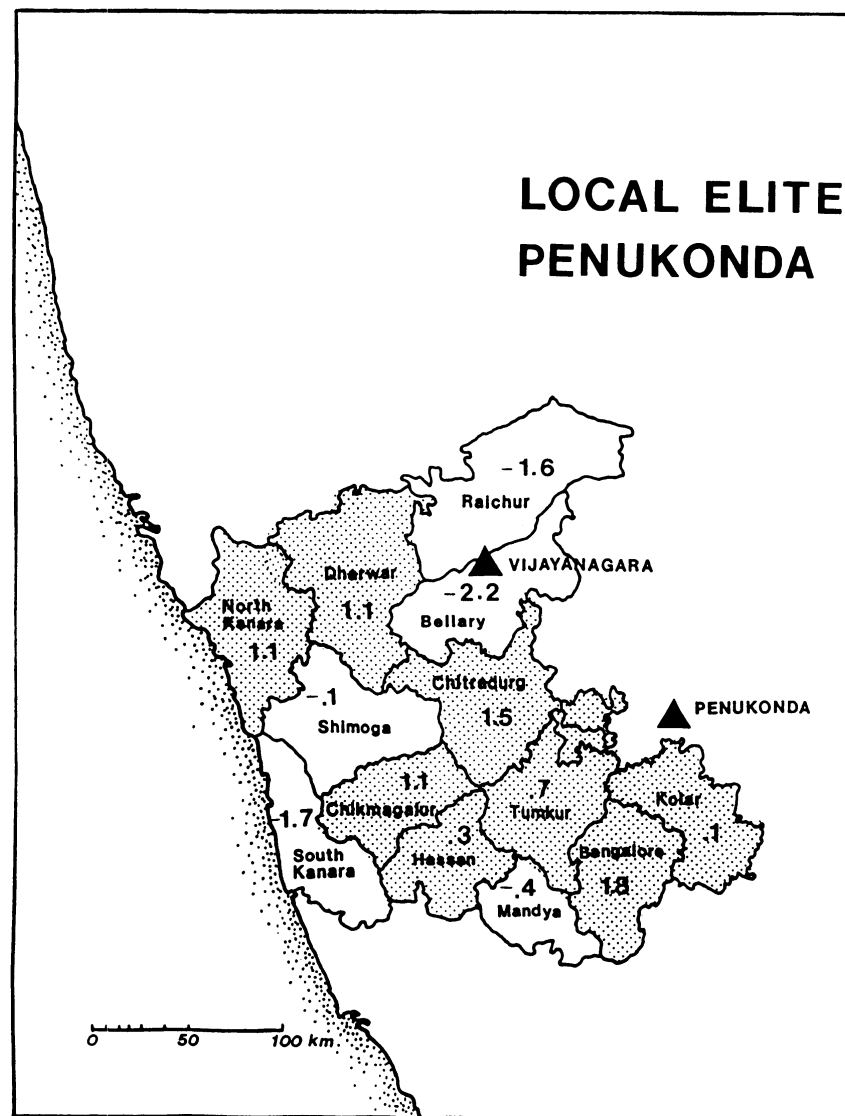 LOCAL ELITE
PENUKONDA
-1.6
Raichur
VIJAYANAGARA
Dherwar
1.1
-2.2
Bellary
North
Kanara
1.1
Chitradurg
1.5
-.1
Shimoga
PENUKONDA
1.1
Chikmagalur
.7
Tumkur
Kolar
.1
-1.7
South
Kanara
.3
Hassan
Bangalore
1.8
-.4
Mandya
0 50 100 km